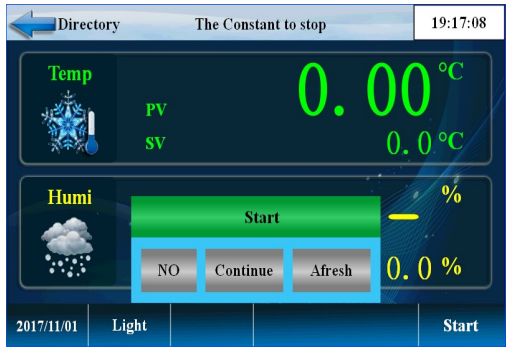 Directory
The Constant to stop
19:17:08
Temp
PV
0.00 °C
SV
0.0 °C
Humi
%
Start
–
NO
Continue
Afresh
0.0 %
2017/11/01
Light
Start